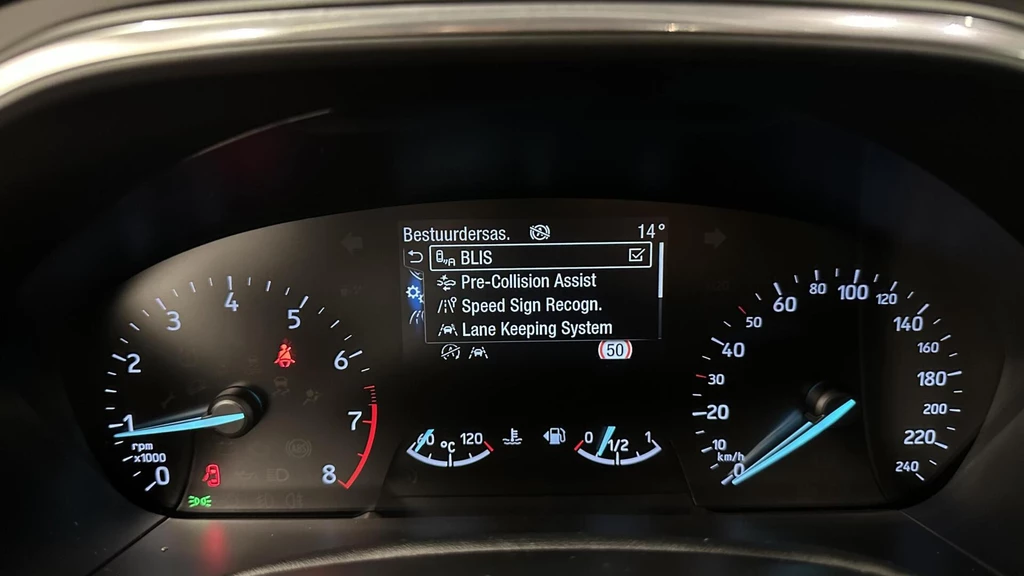 Bestuurdersas. 14°
BLIS
Pre-Collision Assist
Speed Sign Recogn.
Lane Keeping System
50
0 1 2 3 4 5 6 7 8
rpm
x1000
60 °C 120
0 1/2 1
0 10 20 30 40 50 60 80 100 120 140 160 180 200 220 240
km/h